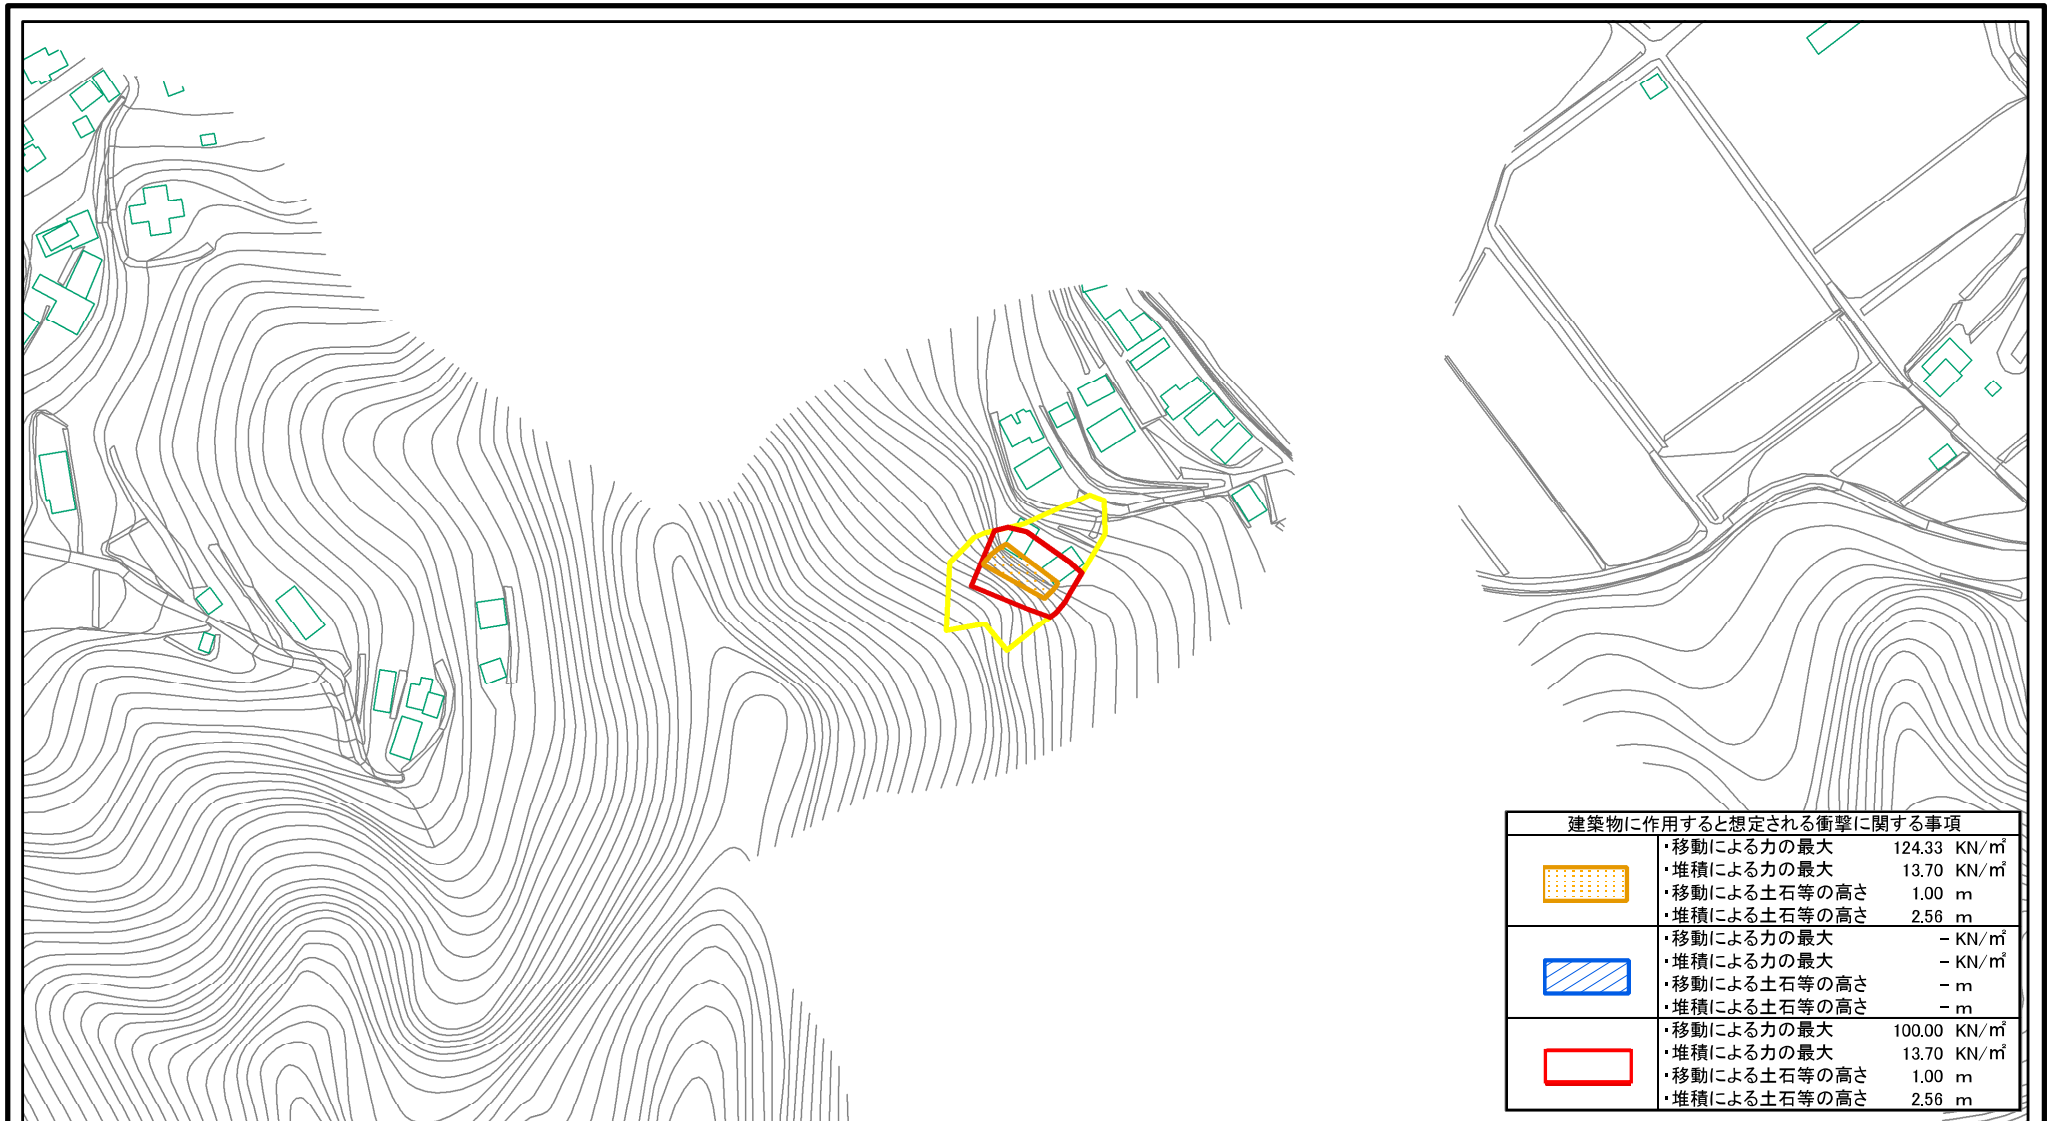 建築物に作用すると想定される衝撃に関する事項
・移動による力の最大 124.33 KN/㎡
・堆積による力の最大 13.70 KN/㎡
・移動による土石等の高さ 1.00 m
・堆積による土石等の高さ 2.56 m
・移動による力の最大 - KN/㎡
・堆積による力の最大 - KN/㎡
・移動による土石等の高さ - m
・堆積による土石等の高さ - m
・移動による力の最大 100.00 KN/㎡
・堆積による力の最大 13.70 KN/㎡
・移動による土石等の高さ 1.00 m
・堆積による土石等の高さ 2.56 m